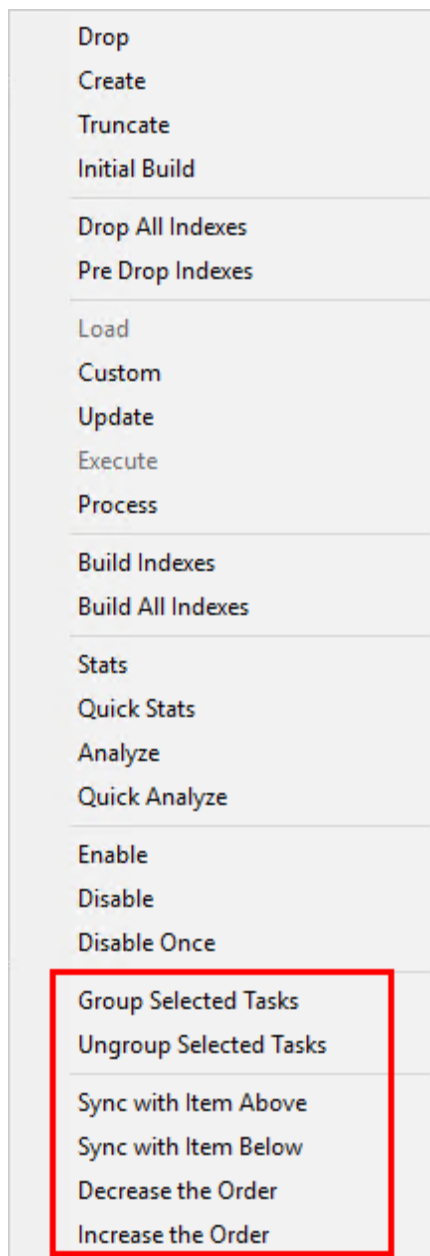 Drop
Create
Truncate
Initial Build
Drop All Indexes
Pre Drop Indexes
Load
Custom
Update
Execute
Process
Build Indexes
Build All Indexes
Stats
Quick Stats
Analyze
Quick Analyze
Enable
Disable
Disable Once
Group Selected Tasks
Ungroup Selected Tasks
Sync with Item Above
Sync with Item Below
Decrease the Order
Increase the Order